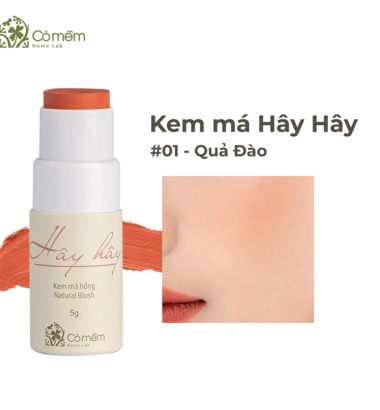 Cỏ mềm
Home Lab
Kem má Hây Hây
#01 - Quả Đào
Hây hây
Kem má hồng
Natural Blush
5g
Cỏ mềm
Home Lab